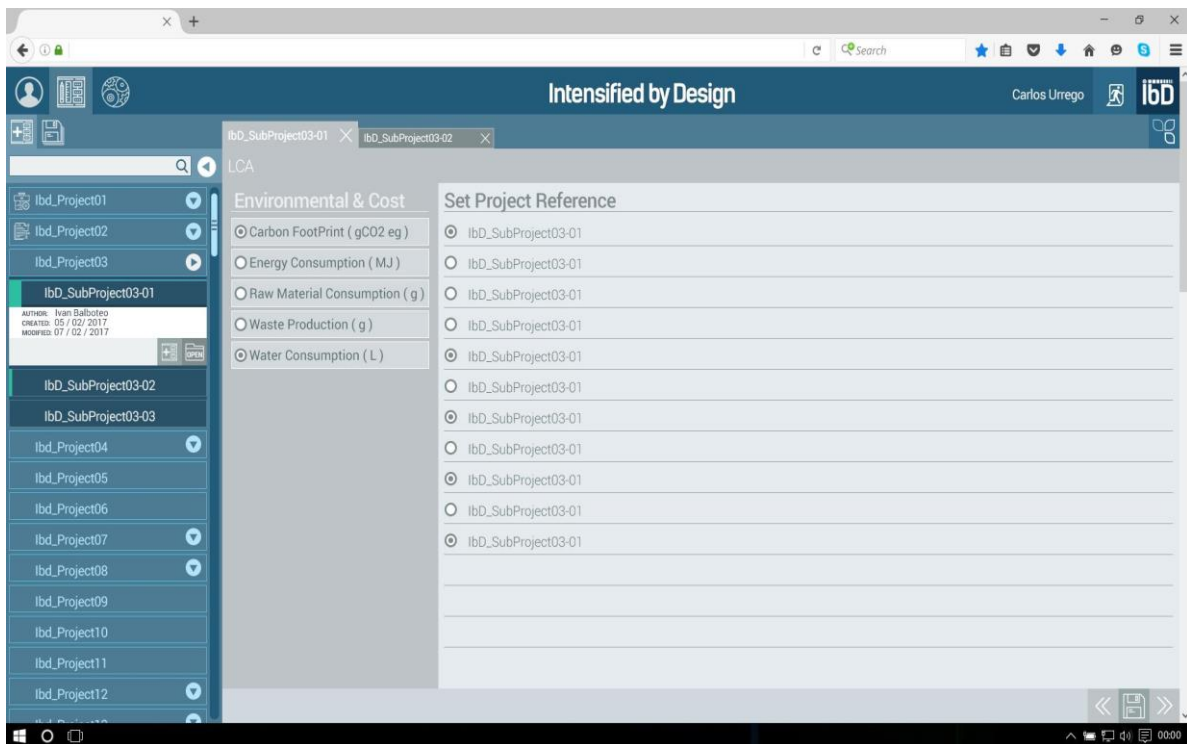 Search
Intensified by Design
Carlos Urrego
ibD
IbD_SubProject03-01
IbD_SubProject03-02
LCA
Ibd_Project01
Ibd_Project02
Ibd_Project03
IbD_SubProject03-01
AUTHOR: Ivan Balboteo
CREATED: 05 / 02/ 2017
MODIFIED: 07 / 02 / 2017
OPEN
IbD_SubProject03-02
IbD_SubProject03-03
Ibd_Project04
Ibd_Project05
Ibd_Project06
Ibd_Project07
Ibd_Project08
Ibd_Project09
Ibd_Project10
Ibd_Project11
Ibd_Project12
Environmental & Cost
Carbon FootPrint ( gCO2 eg )
Energy Consumption ( MJ )
Raw Material Consumption ( g )
Waste Production ( g )
Water Consumption ( L )
Set Project Reference
IbD_SubProject03-01
IbD_SubProject03-01
IbD_SubProject03-01
IbD_SubProject03-01
IbD_SubProject03-01
IbD_SubProject03-01
IbD_SubProject03-01
IbD_SubProject03-01
IbD_SubProject03-01
IbD_SubProject03-01
IbD_SubProject03-01
00:00